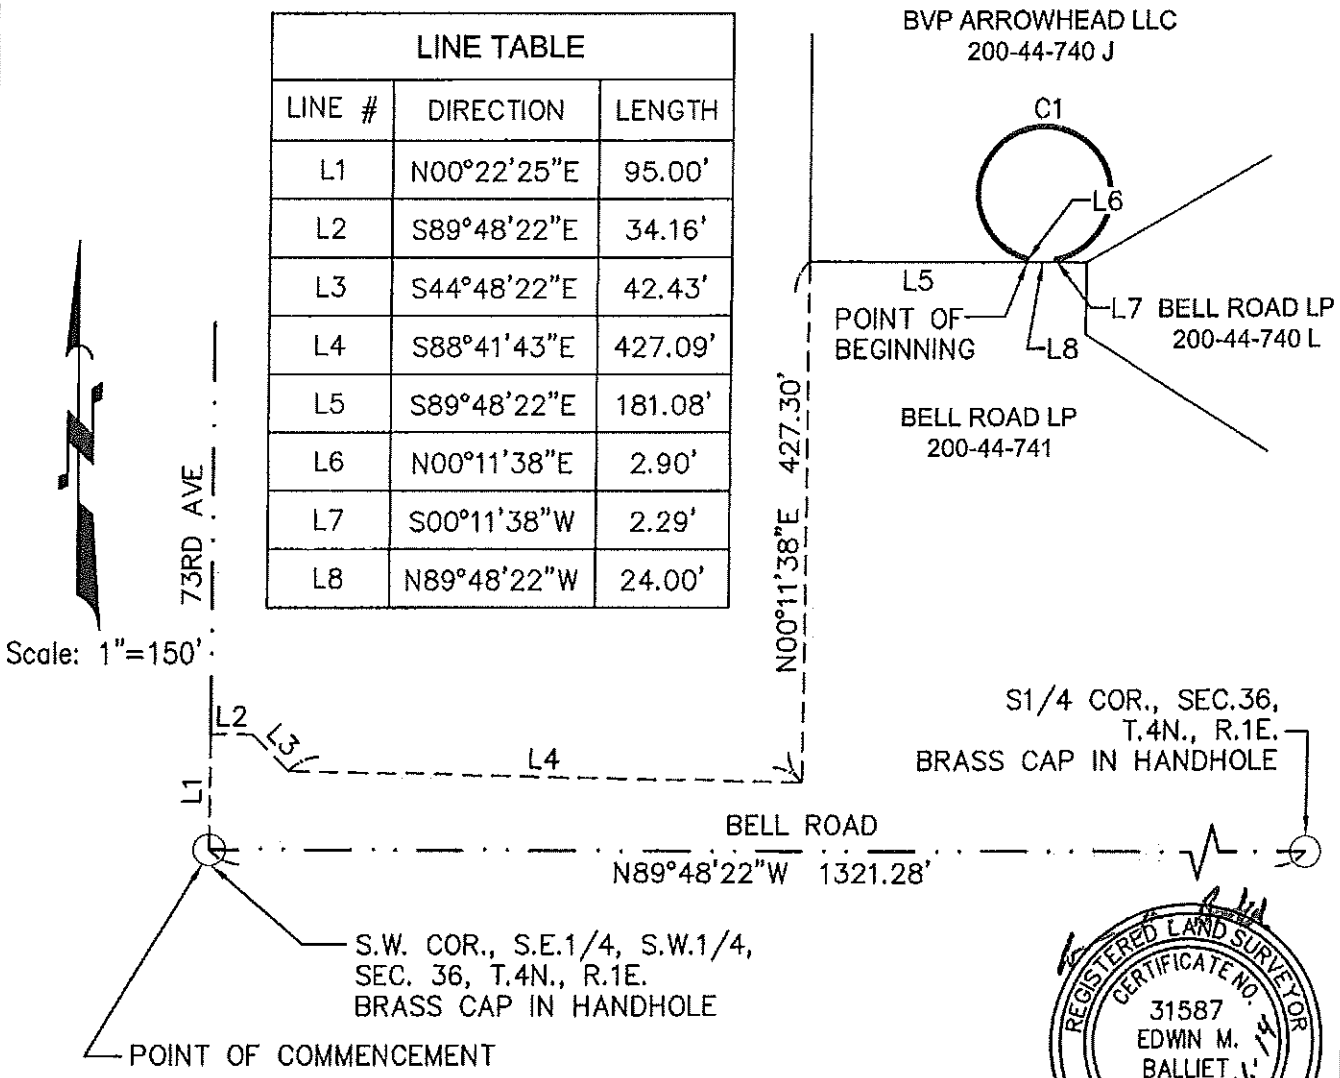 LINE TABLE
LINE # DIRECTION LENGTH
L1 N00°22'25"E 95.00'
L2 S89°48'22"E 34.16'
L3 S44°48'22"E 42.43'
L4 S88°41'43"E 427.09'
L5 S89°48'22"E 181.08'
L6 N00°11'38"E 2.90'
L7 S00°11'38"W 2.29'
L8 N89°48'22"W 24.00'
BVP ARROWHEAD LLC
200-44-740 J
C1
L6
L5
POINT OF
BEGINNING
L8
L7
BELL ROAD LP
200-44-740 L
BELL ROAD LP
200-44-741
N00°11'38"E 427.30'
73RD AVE
N
Scale: 1"=150'
L2
L3
L4
L1
S1/4 COR., SEC.36,
T.4N., R.1E.
BRASS CAP IN HANDHOLE
BELL ROAD
N89°48'22"W 1321.28'
S.W. COR., S.E.1/4, S.W.1/4,
SEC. 36, T.4N., R.1E.
BRASS CAP IN HANDHOLE
POINT OF COMMENCEMENT
REGISTERED LAND SURVEYOR
CERTIFICATE NO.
31587
EDWIN M.
BALLIET